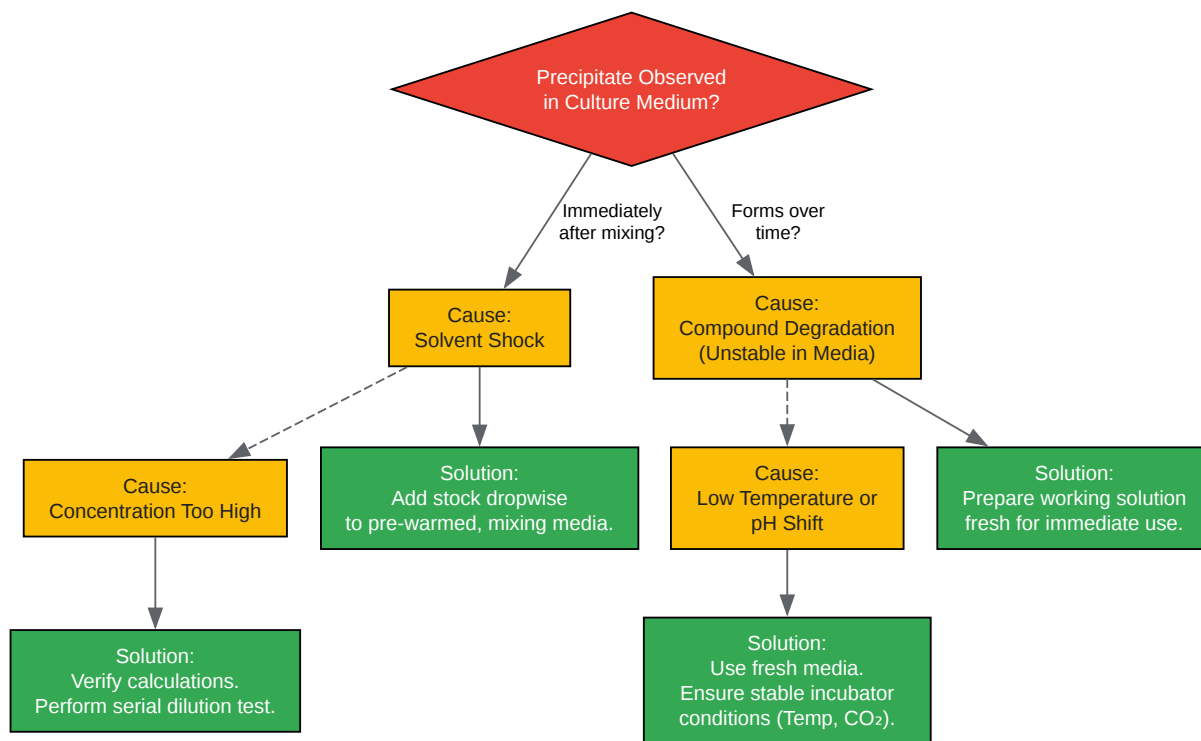 Precipitate Observed
in Culture Medium?
Immediately
after mixing?
Forms over
time?
Cause:
Solvent Shock
Cause:
Compound Degradation
(Unstable in Media)
Cause:
Concentration Too High
Solution:
Add stock dropwise
to pre-warmed, mixing media.
Cause:
Low Temperature or
pH Shift
Solution:
Prepare working solution
fresh for immediate use.
Solution:
Verify calculations.
Perform serial dilution test.
Solution:
Use fresh media.
Ensure stable incubator
conditions (Temp, CO₂).